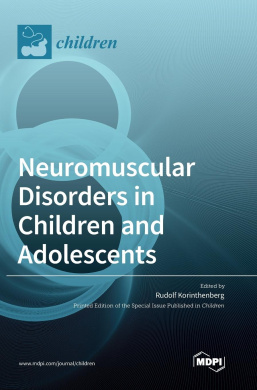 children
Neuromuscular
Disorders in
Children and
Adolescents
Edited by
Rudolf Korinthenberg
Printed Edition of the Special Issue Published in Children
www.mdpi.com/journal/children
MDPI